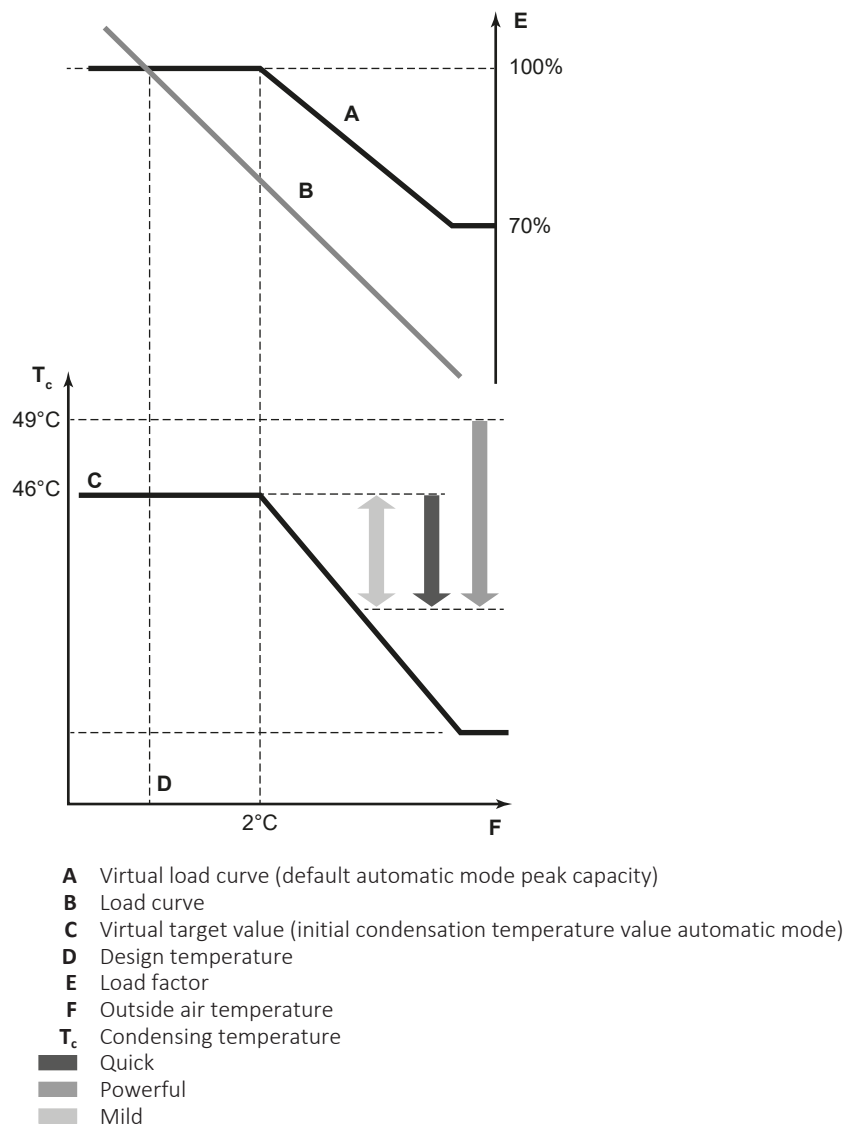 E
100%
A
B
70%
Tc
49°C
46°C
C
D
2°C
F
A Virtual load curve (default automatic mode peak capacity)
B Load curve
C Virtual target value (initial condensation temperature value automatic mode)
D Design temperature
E Load factor
F Outside air temperature
Tc Condensing temperature
Quick
Powerful
Mild